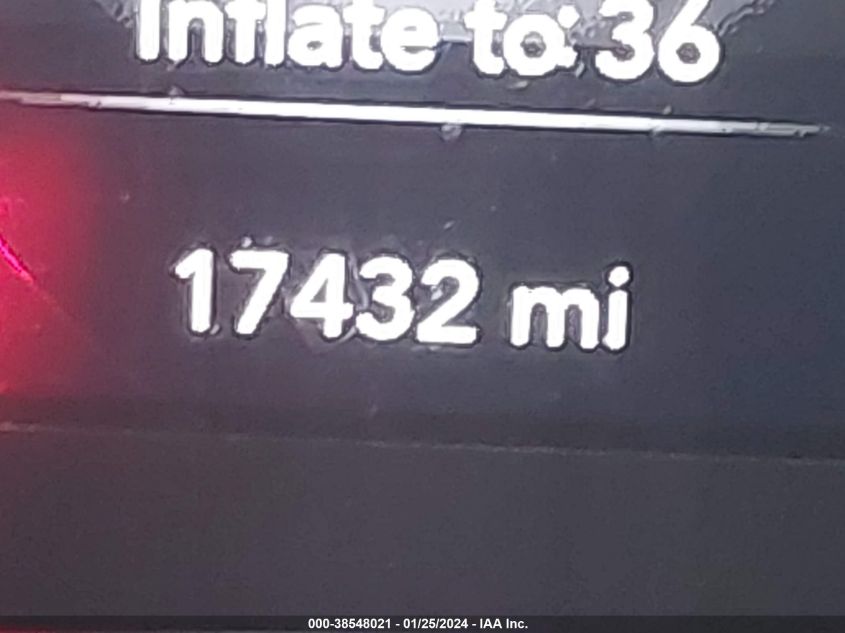 Inflate to: 36
17432 mi
000-38548021 - 01/25/2024 - IAA Inc.